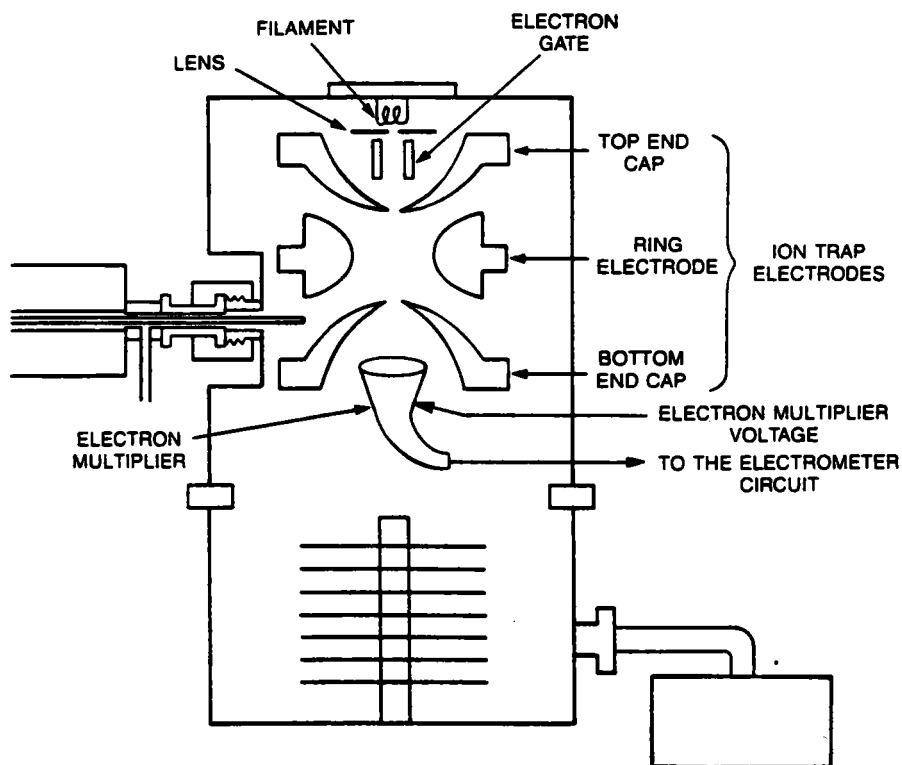 FILAMENT
ELECTRON
GATE
LENS
TOP END
CAP
RING
ELECTRODE
ION TRAP
ELECTRODES
BOTTOM
END CAP
ELECTRON
MULTIPLIER
ELECTRON MULTIPLIER
VOLTAGE
TO THE ELECTROMETER
CIRCUIT